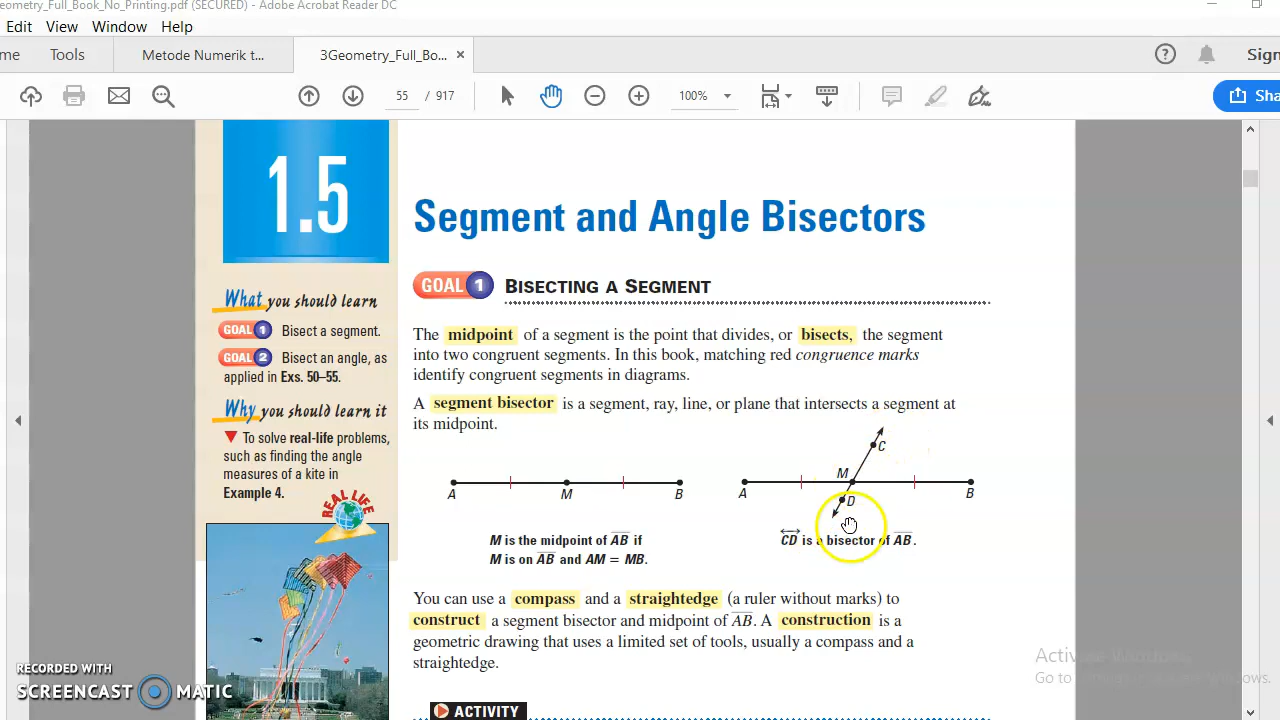 eometry_Full_Book_No_Printing.pdf (SECURED) - Adobe Acrobat Reader DC
Edit View Window Help
me Tools Metode Numerik t... 3Geometry_Full_Bo... × Sign
55 / 917 100% Sha
1.5
Segment and Angle Bisectors
What you should learn
GOAL 1 Bisect a segment.
GOAL 2 Bisect an angle, as
applied in Exs. 50–55.
Why you should learn it
▼ To solve real-life problems,
such as finding the angle
measures of a kite in
Example 4.
REAL LIFE
GOAL 1 BISECTING A SEGMENT
The midpoint of a segment is the point that divides, or bisects, the segment
into two congruent segments. In this book, matching red congruence marks
identify congruent segments in diagrams.
A segment bisector is a segment, ray, line, or plane that intersects a segment at
its midpoint.
A M B
C
M
A B
D
M is the midpoint of AB if
M is on AB and AM = MB.
CD is a bisector of AB.
You can use a compass and a straightedge (a ruler without marks) to
construct a segment bisector and midpoint of AB. A construction is a
geometric drawing that uses a limited set of tools, usually a compass and a
straightedge.
ACTIVITY
RECORDED WITH
SCREENCAST MATIC
Activate Windows